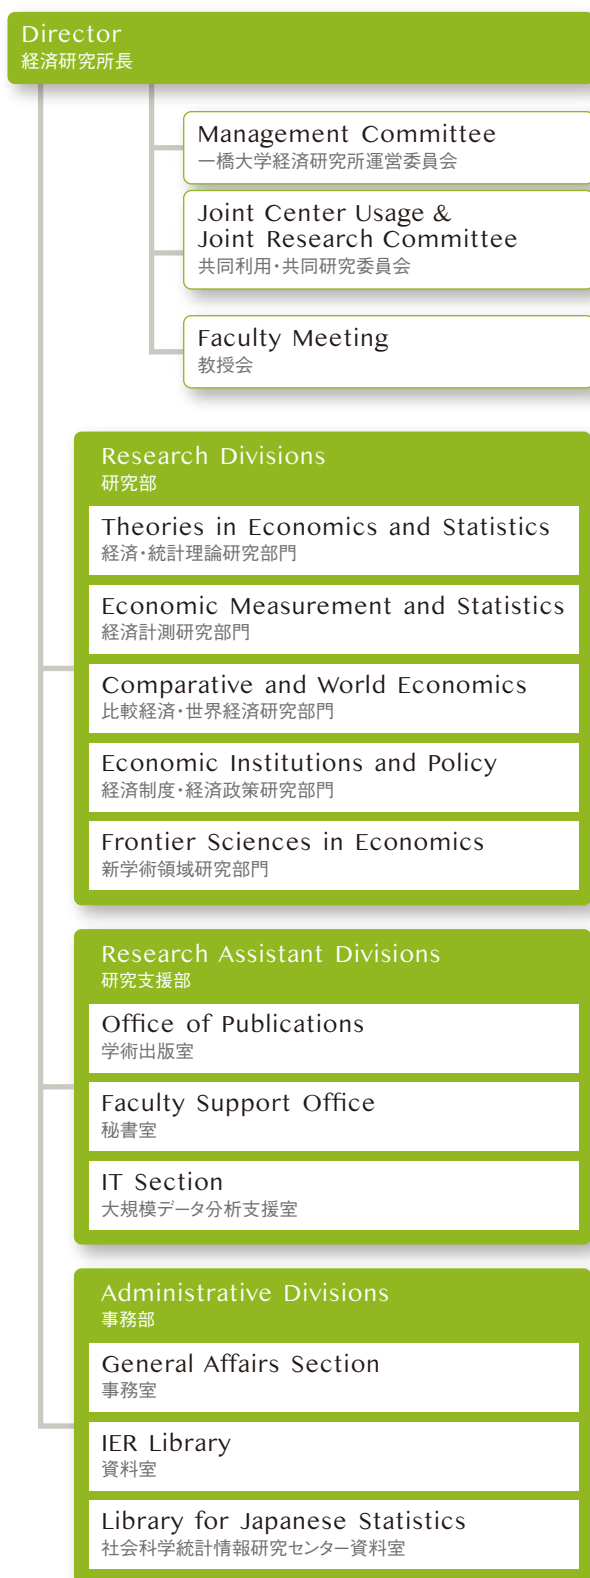 Director
経済研究所長
Management Committee
一橋大学経済研究所運営委員会
Joint Center Usage &
Joint Research Committee
共同利用・共同研究委員会
Faculty Meeting
教授会
Research Divisions
研究部
Theories in Economics and Statistics
経済・統計理論研究部門
Economic Measurement and Statistics
経済計測研究部門
Comparative and World Economics
比較経済・世界経済研究部門
Economic Institutions and Policy
経済制度・経済政策研究部門
Frontier Sciences in Economics
新学術領域研究部門
Research Assistant Divisions
研究支援部
Office of Publications
学術出版室
Faculty Support Office
秘書室
IT Section
大規模データ分析支援室
Administrative Divisions
事務部
General Affairs Section
事務室
IER Library
資料室
Library for Japanese Statistics
社会科学統計情報研究センター資料室